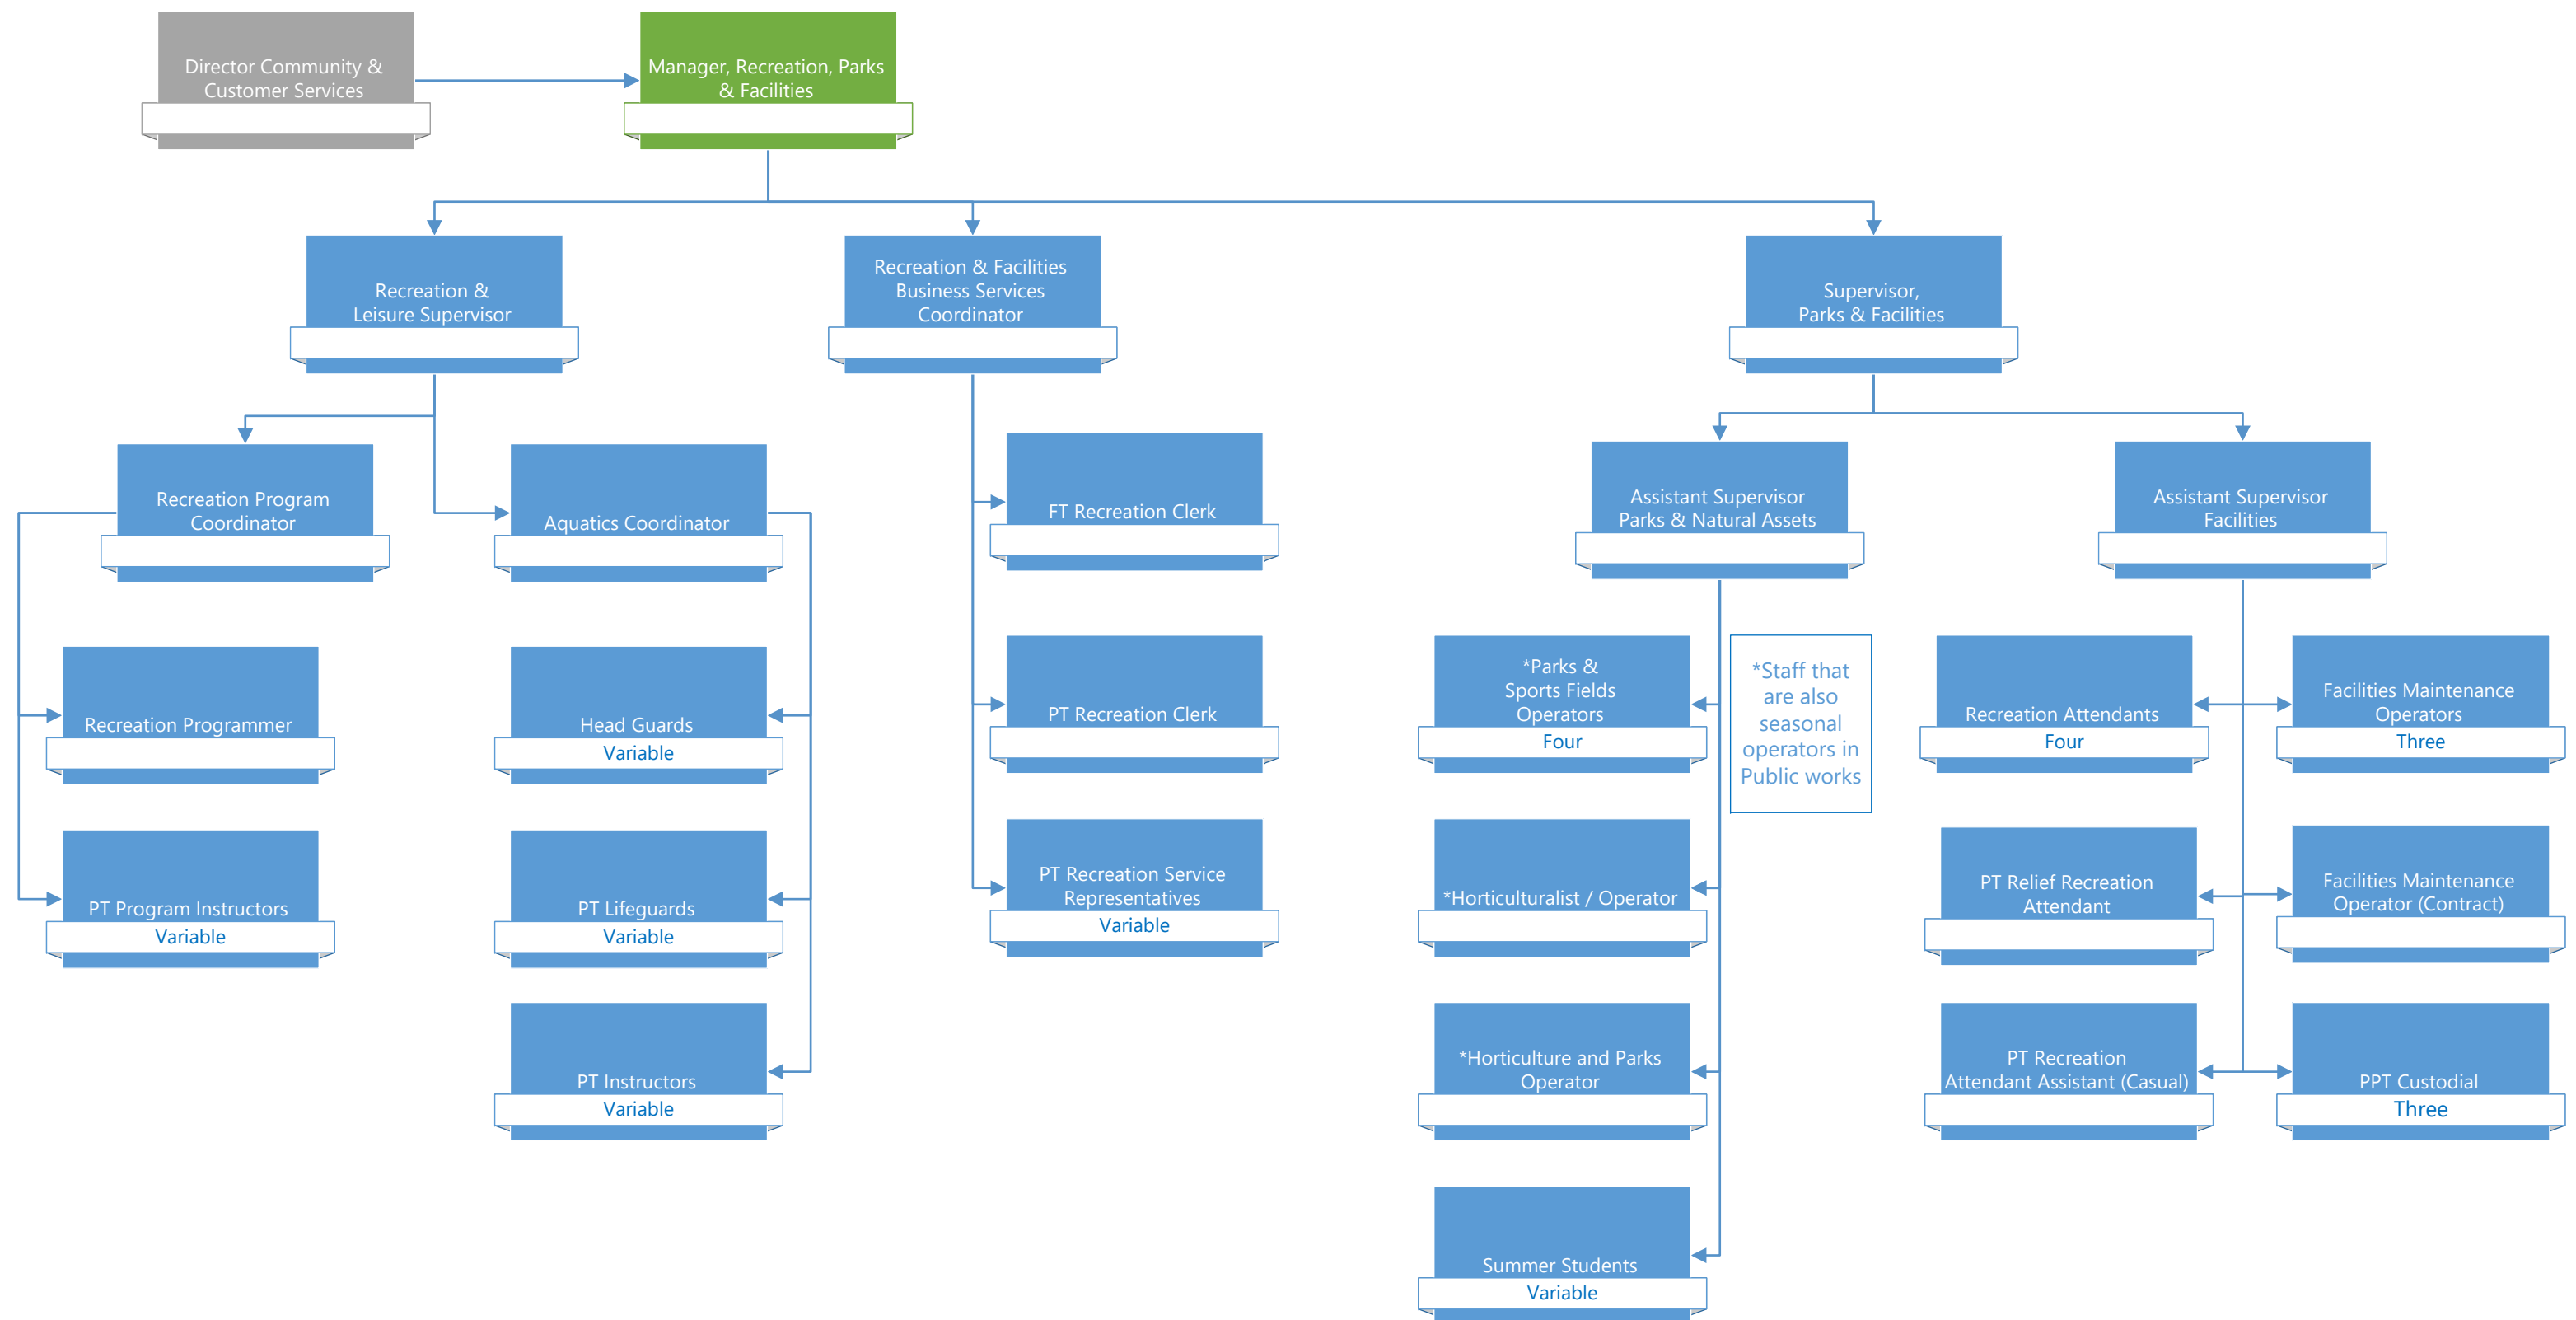 Director Community &
Customer Services
Manager, Recreation, Parks
& Facilities
Recreation &
Leisure Supervisor
Recreation & Facilities
Business Services
Coordinator
Supervisor,
Parks & Facilities
Recreation Program
Coordinator
Aquatics Coordinator
FT Recreation Clerk
Assistant Supervisor
Parks & Natural Assets
Assistant Supervisor
Facilities
Recreation Programmer
Head Guards
Variable
PT Recreation Clerk
*Parks &
Sports Fields
Operators
Four
*Staff that
are also
seasonal
operators in
Public works
Recreation Attendants
Four
Facilities Maintenance
Operators
Three
PT Program Instructors
Variable
PT Lifeguards
Variable
PT Recreation Service
Representatives
Variable
*Horticulturalist / Operator
PT Relief Recreation
Attendant
Facilities Maintenance
Operator (Contract)
PT Instructors
Variable
*Horticulture and Parks
Operator
PT Recreation
Attendant Assistant (Casual)
PPT Custodial
Three
Summer Students
Variable